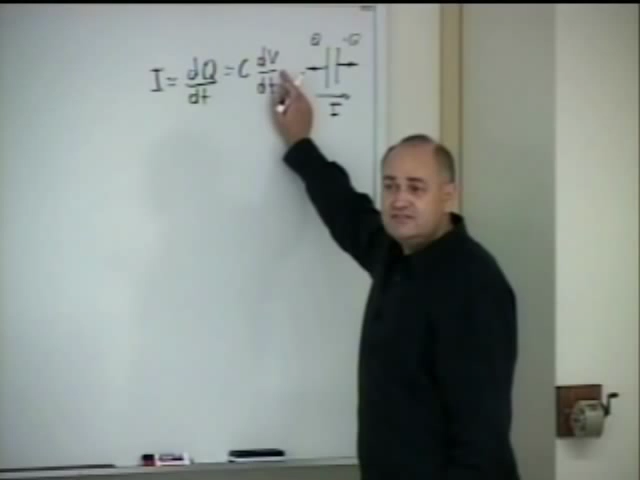 I = dQ/dt = C dV/dt
Q -Q
I